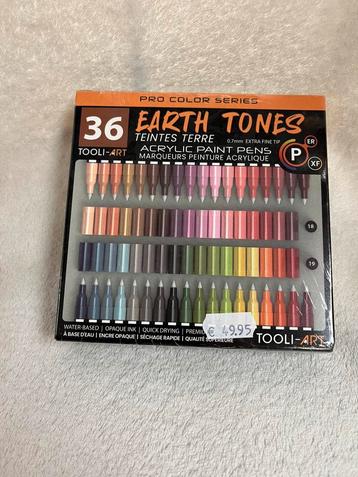 PRO COLOR SERIES
36
EARTH TONES
TEINTES TERRE
0.7mm EXTRA FINE TIP
TOOLI-ART
ACRYLIC PAINT PENS
MARQUEURS PEINTURE ACRYLIQUE
P
ER
XF
18
19
€ 49.95
WATER-BASED | OPAQUE INK | QUICK DRYING |
À BASE D'EAU | ENCRE OPAQUE | SÉCHAGE RAPIDE | QUALITÉ SUPÉRIEURE
TOOLI-ART